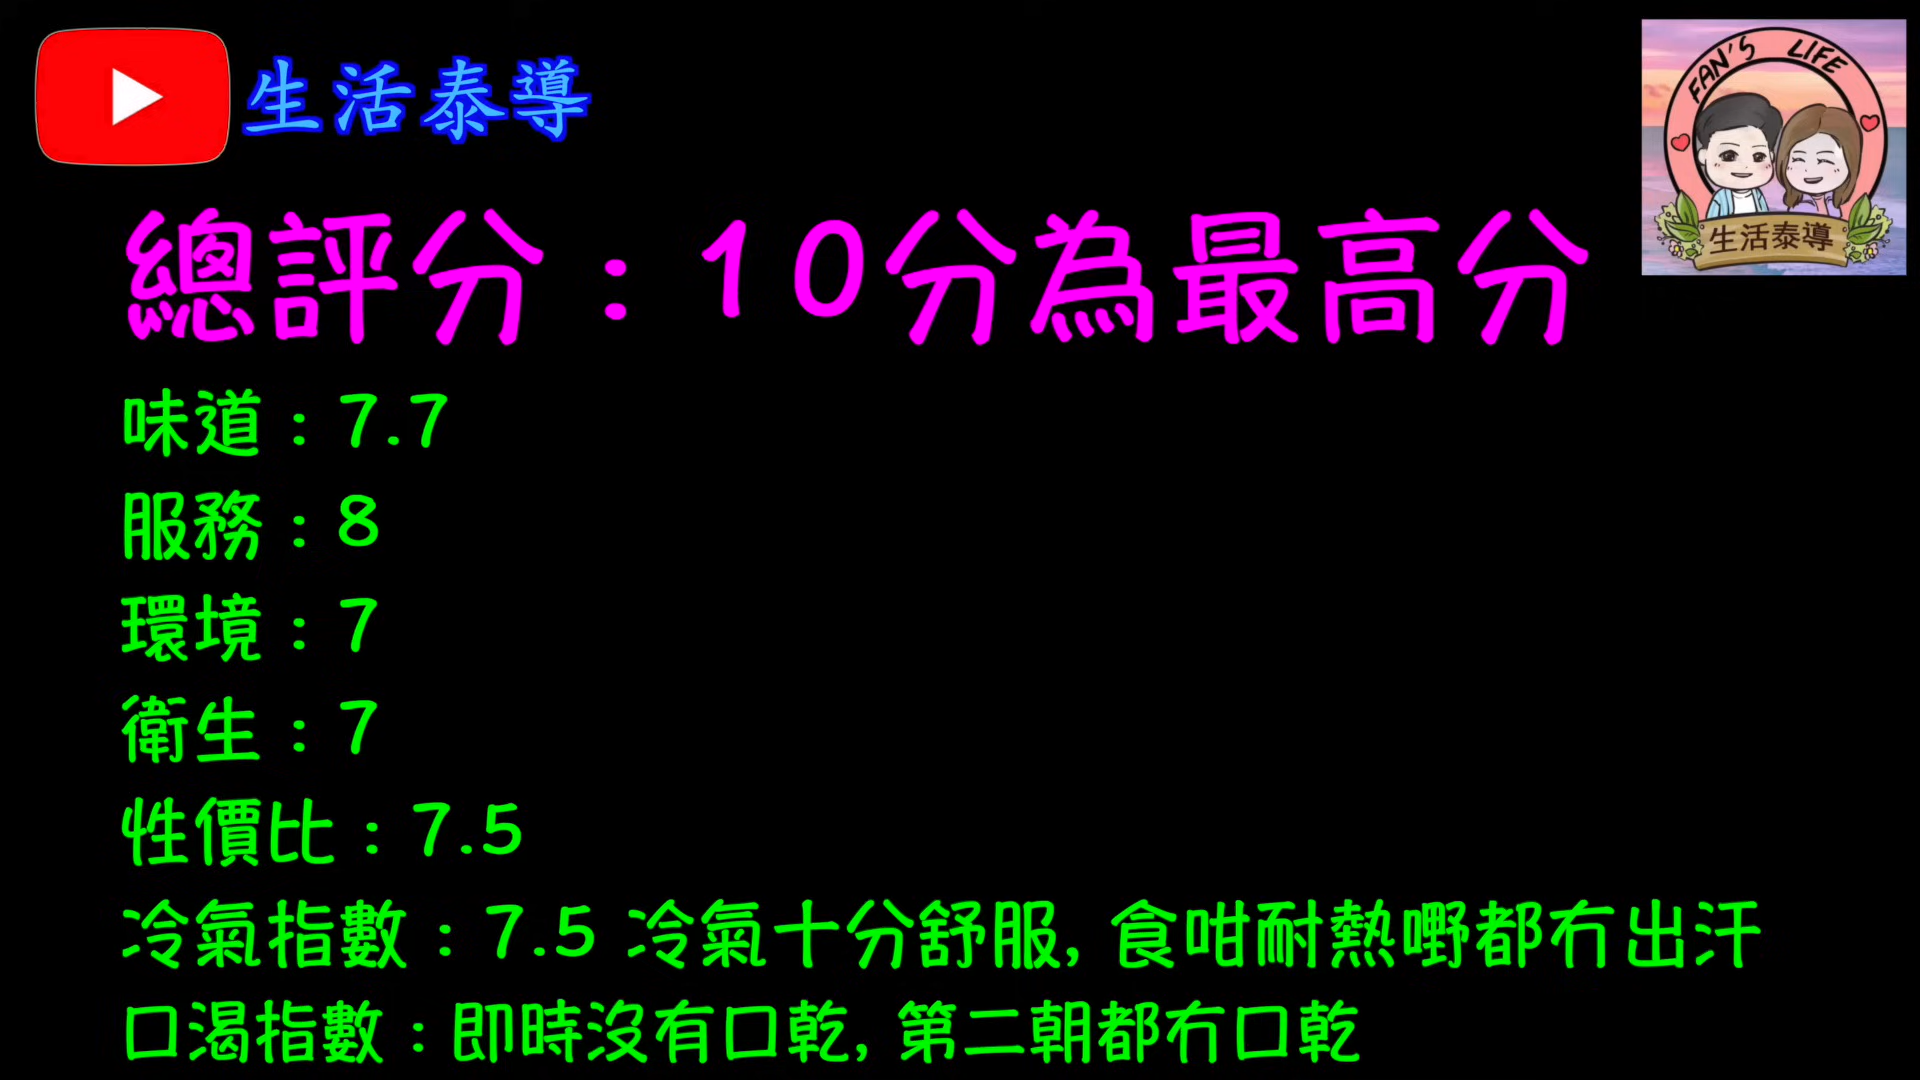 生活泰導
FAN'S LIFE
生活泰導
總評分：10分為最高分
味道：7.7
服務：8
環境：7
衛生：7
性價比：7.5
冷氣指數：7.5 冷氣十分舒服, 食咁耐熱嘢都冇出汗
口渴指數：即時沒有口乾, 第二朝都冇口乾